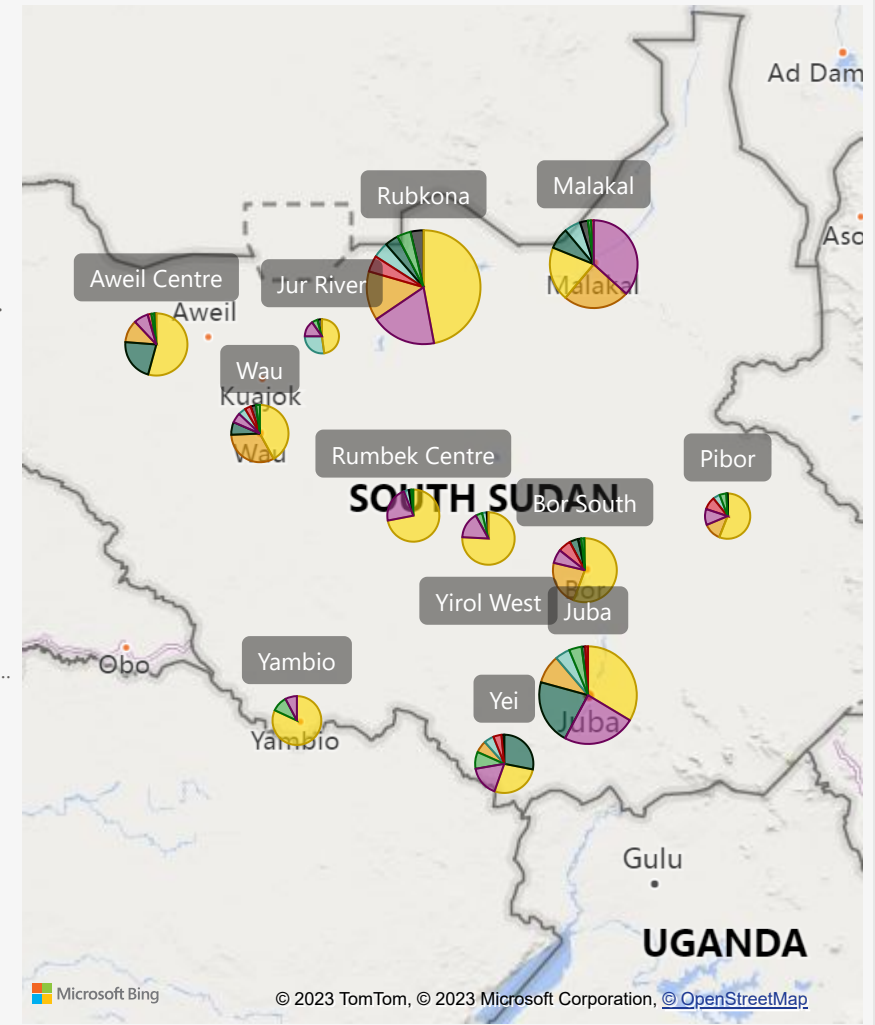 Ad Dam
Malakal
Rubkona
Aso
Aweil Centre
Jur River
Malakal
Aweil
Wau
Kuajok
Wau
Rumbek Centre
Pibor
SOUTH SUDAN
Bor South
Bor
Yirol West
Juba
Yambio
Obo
Yei
Juba
Yambio
Gulu
UGANDA
Microsoft Bing
© 2023 TomTom, © 2023 Microsoft Corporation, © OpenStreetMap